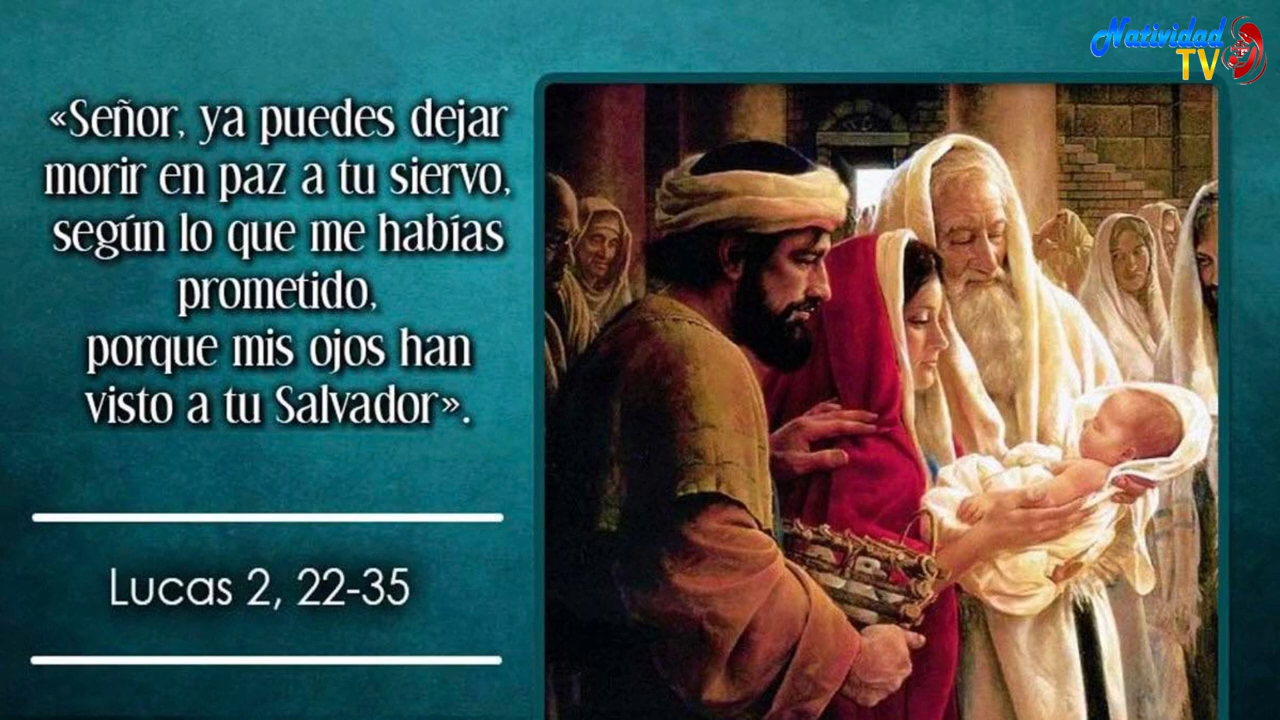 «Señor, ya puedes dejar
morir en paz a tu siervo,
según lo que me habías
prometido,
porque mis ojos han
visto a tu Salvador».
Lucas 2, 22-35
Natividad
TV